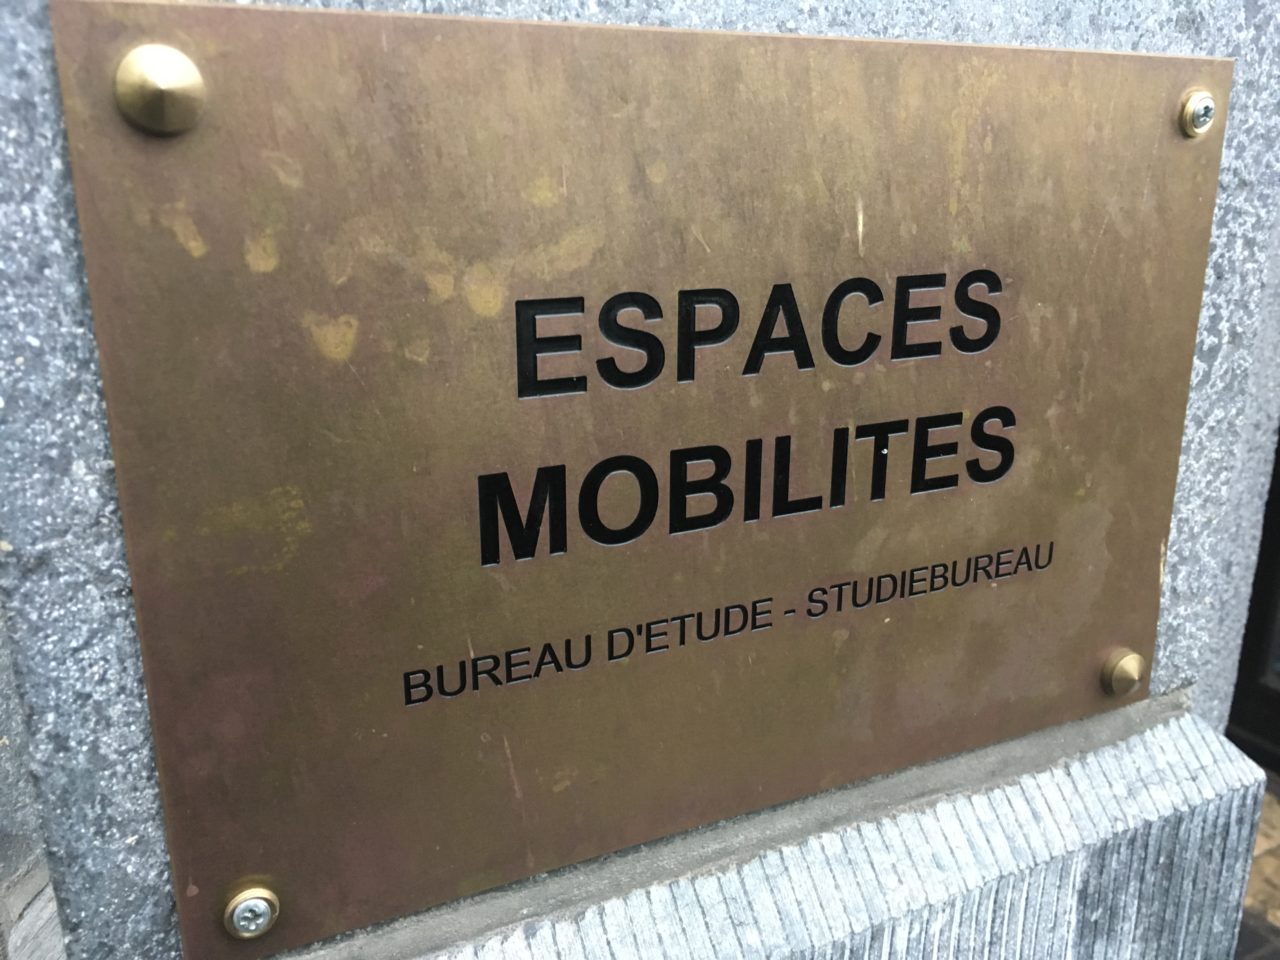 ESPACES
MOBILITES
BUREAU D'ETUDE - STUDIEBUREAU